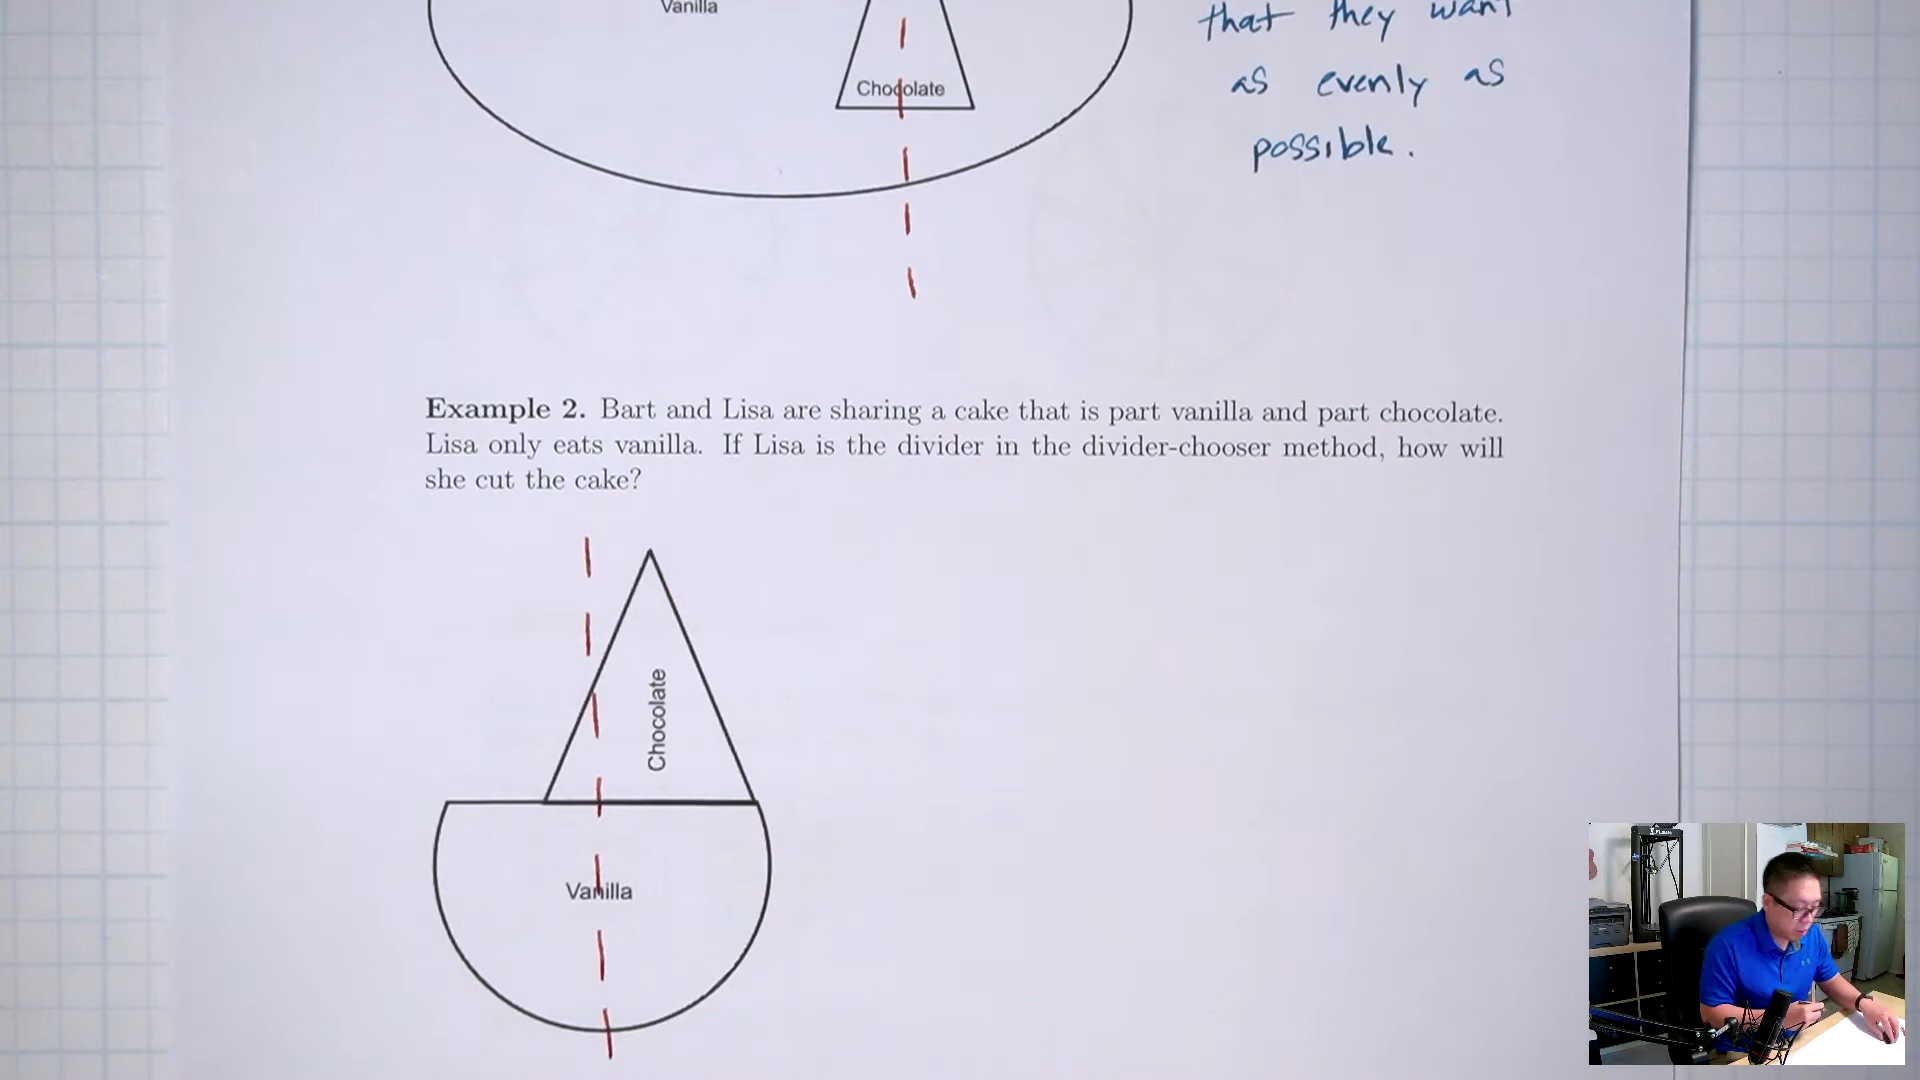 Vanilla
that they want
Chocolate
as evenly as
possible.
Example 2. Bart and Lisa are sharing a cake that is part vanilla and part chocolate.
Lisa only eats vanilla. If Lisa is the divider in the divider-chooser method, how will
she cut the cake?
Chocolate
Vanilla